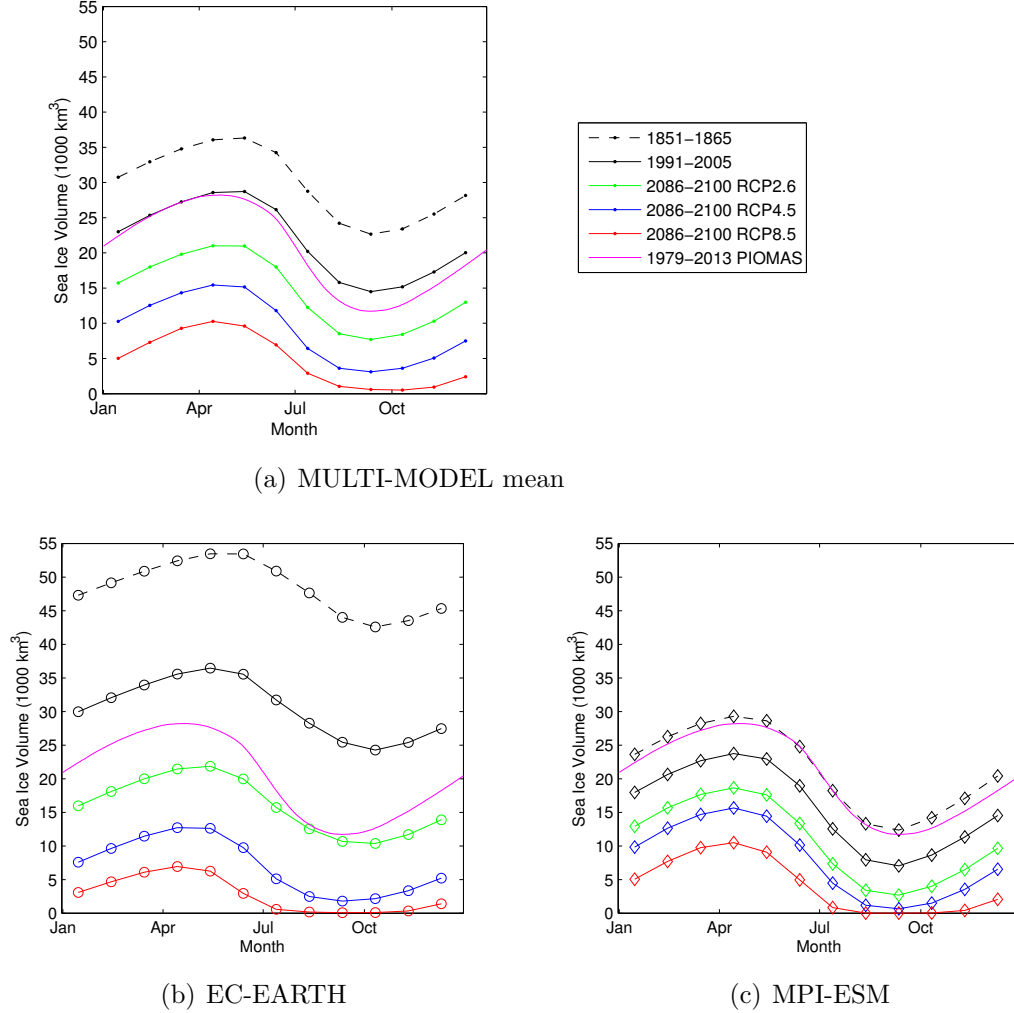 55
50
45
40
35
30
25
20
15
10
5
0
Sea Ice Volume (1000 km³)
Jan Apr Jul Oct
Month
1851−1865
1991−2005
2086−2100 RCP2.6
2086−2100 RCP4.5
2086−2100 RCP8.5
1979−2013 PIOMAS
(a) MULTI-MODEL mean
55
50
45
40
35
30
25
20
15
10
5
0
Sea Ice Volume (1000 km³)
Jan Apr Jul Oct
Month
(b) EC-EARTH
55
50
45
40
35
30
25
20
15
10
5
0
Sea Ice Volume (1000 km³)
Jan Apr Jul Oct
Month
(c) MPI-ESM